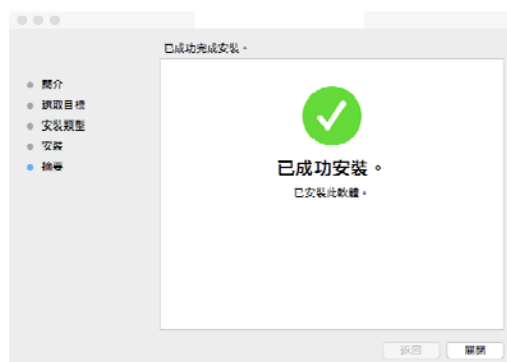 已成功完成安裝。
簡介
選取目標
安裝類型
安裝
摘要
已成功安裝。
已安裝此軟體。
返回
關閉